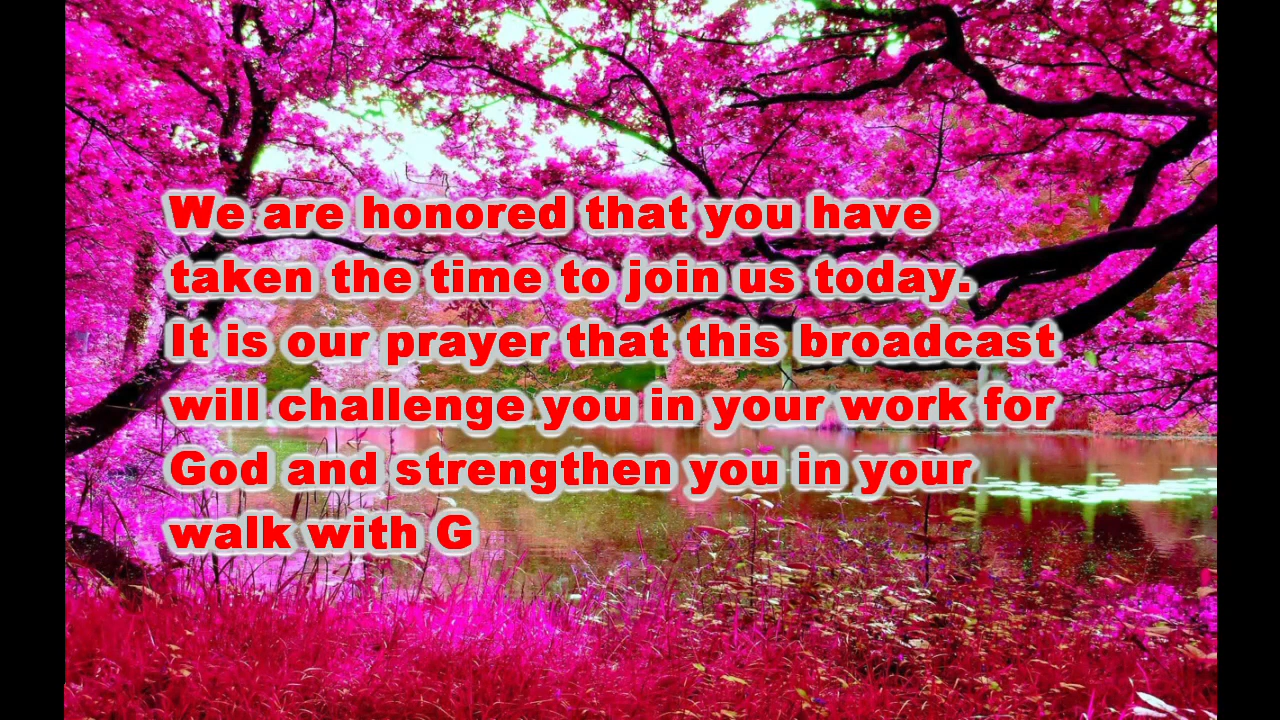 We are honored that you have
taken the time to join us today.
It is our prayer that this broadcast
will challenge you in your work for
God and strengthen you in your
walk with G